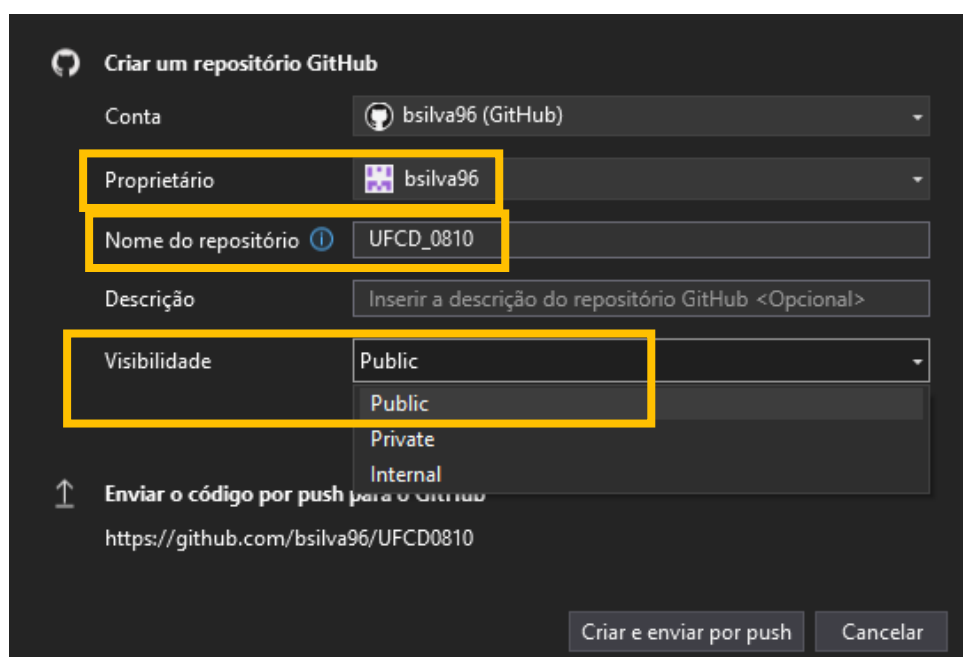 Criar um repositório GitHub
Conta bsilva96 (GitHub)
Proprietário bsilva96
Nome do repositório UFCD_0810
Descrição Inserir a descrição do repositório GitHub <Opcional>
Visibilidade Public
Public
Private
Internal
Enviar o código por push para o GitHub
https://github.com/bsilva96/UFCD0810
Criar e enviar por push Cancelar